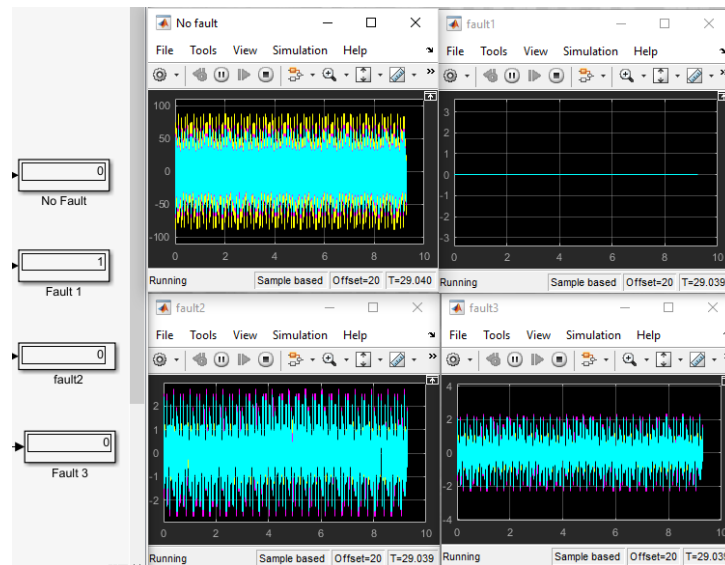 0
No Fault
1
Fault 1
0
fault2
0
Fault 3
No fault
File Tools View Simulation Help
100
50
0
-50
-100
0 2 4 6 8 10
Running Sample based Offset=20 T=29.040
fault1
File Tools View Simulation Help
3
2
1
0
-1
-2
-3
0 2 4 6 8 10
Running Sample based Offset=20 T=29.039
fault2
File Tools View Simulation Help
2
1
0
-1
-2
0 2 4 6 8 10
Running Sample based Offset=20 T=29.039
fault3
File Tools View Simulation Help
4
2
0
-2
-4
0 2 4 6 8 10
Running Sample based Offset=20 T=29.039